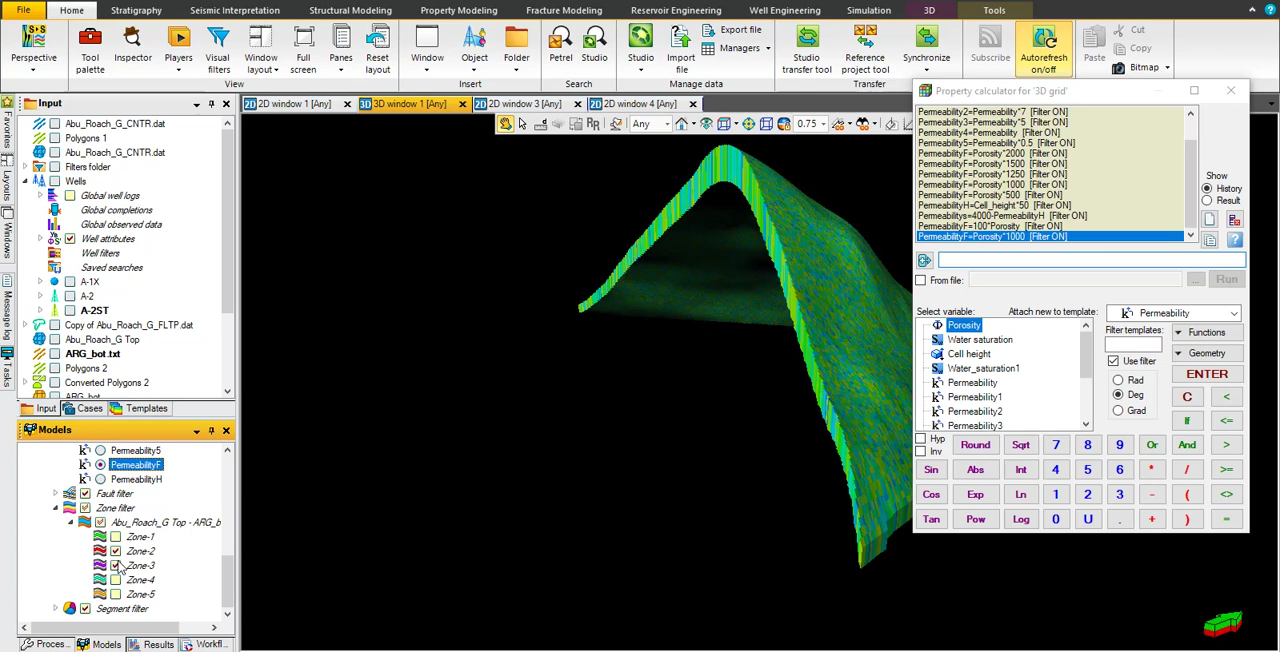 File Home Stratigraphy Seismic Interpretation Structural Modeling Property Modeling Fracture Modeling Reservoir Engineering Well Engineering Simulation 3D Tools
Perspective Tool palette Inspector Players Visual filters Window layout Full screen Panes Reset layout Window Object Folder Petrel Studio Studio Import file Export file Managers Studio transfer tool Reference project tool Synchronize Subscribe Autorefresh on/off Paste Cut Copy Bitmap
View Insert Search Manage data Transfer
Input
2D window 1 [Any] 3D window 1 [Any] 2D window 3 [Any] 2D window 4 [Any]
Any 0.75
Favorites
Layouts
Windows
Message log
Tasks
Abu_Roach_G_CNTR.dat
Polygons 1
Abu_Roach_G_CNTR.dat
Filters folder
Wells
Global well logs
Global completions
Global observed data
Well attributes
Well filters
Saved searches
A-1X
A-2
A-2ST
Copy of Abu_Roach_G_FLTP.dat
Abu_Roach_G Top
ARG_bot.txt
Polygons 2
Converted Polygons 2
ARG_bot
Input Cases Templates
Models
Permeability5
PermeabilityF
PermeabilityH
Fault filter
Zone filter
Abu_Roach_G Top - ARG_b
Zone-1
Zone-2
Zone-3
Zone-4
Zone-5
Segment filter
Proces... Models Results Workfl...
Property calculator for '3D grid'
Permeability2=Permeability*7 [Filter ON]
Permeability3=Permeability*5 [Filter ON]
Permeability4=Permeability [Filter ON]
Permeability5=Permeability*0.5 [Filter ON]
PermeabilityF=Porosity*2000 [Filter ON]
PermeabilityF=Porosity*1500 [Filter ON]
PermeabilityF=Porosity*1250 [Filter ON]
PermeabilityF=Porosity*1000 [Filter ON]
PermeabilityF=Porosity*500 [Filter ON]
PermeabilityH=Cell_height*50 [Filter ON]
Permeabilitys=4000-PermeabilityH [Filter ON]
PermeabilityF=100*Porosity [Filter ON]
PermeabilityF=Porosity*1000 [Filter ON]
Show
History
Result
From file: ... Run
Select variable: Attach new to template: Permeability
Porosity
Water saturation
Cell height
Water_saturation1
Permeability
Permeability1
Permeability2
Permeability3
Filter templates:
Use filter
Rad
Deg
Grad
Functions
Geometry
ENTER
C <
If <=
Hyp
Inv
Round Sqrt 7 8 9 Or And >
Sin Abs Int 4 5 6 * / >=
Cos Exp Ln 1 2 3 - ( <>
Tan Pow Log 0 U . + ) =